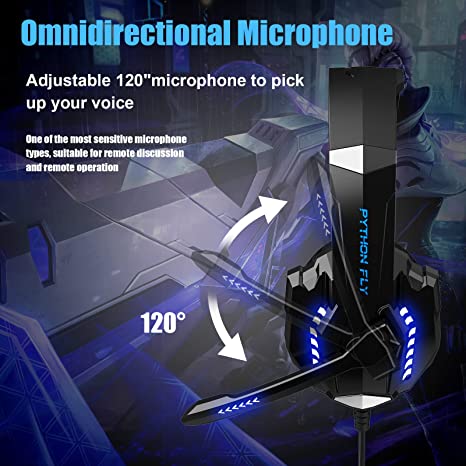 Omnidirectional Microphone
Adjustable 120"microphone to pick
up your voice
One of the most sensitive microphone
types, suitable for remote discussion
and remote operation
PYTHON FLY
120°